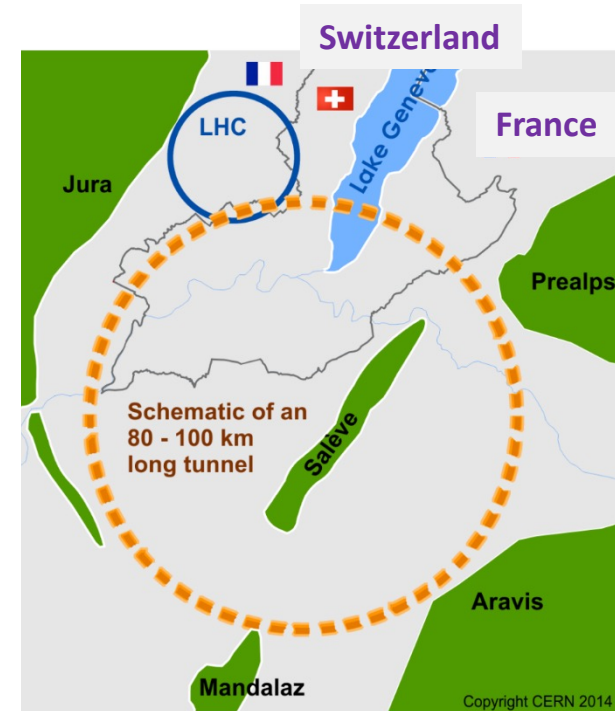 Switzerland
France
LHC
Lake Geneva
Jura
Prealps
Schematic of an
80 - 100 km
long tunnel
Salève
Aravis
Mandalaz
Copyright CERN 2014